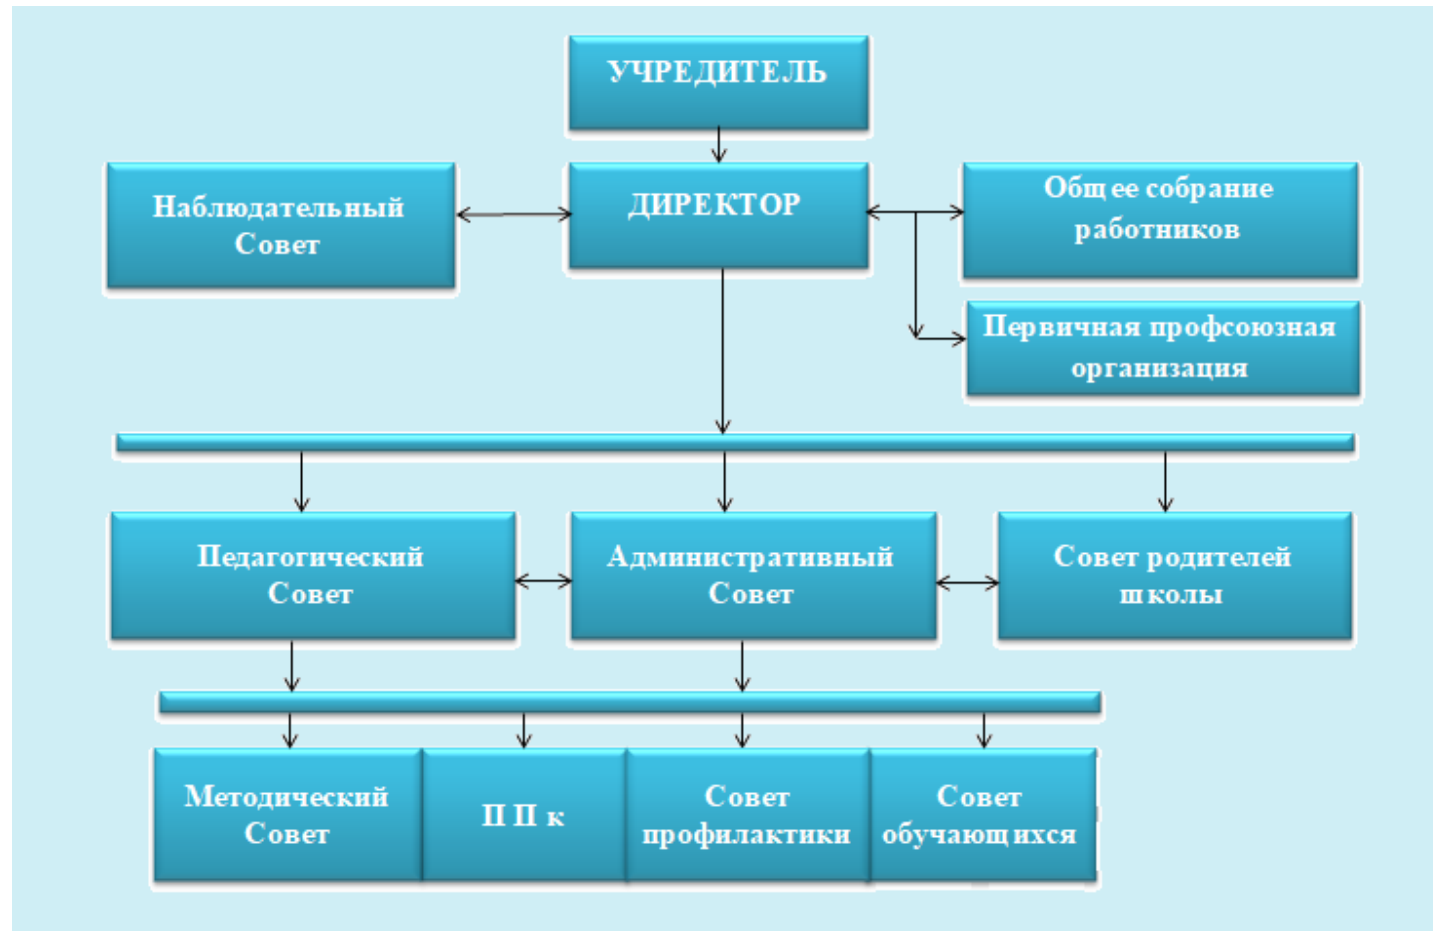 УЧРЕДИТЕЛЬ
Наблюдательный
Совет
ДИРЕКТОР
Общее собрание
работников
Первичная профсоюзная
организация
Педагогический
Совет
Административный
Совет
Совет родителей
школы
Методический
Совет
П П к
Совет
профилактики
Совет
обучающихся